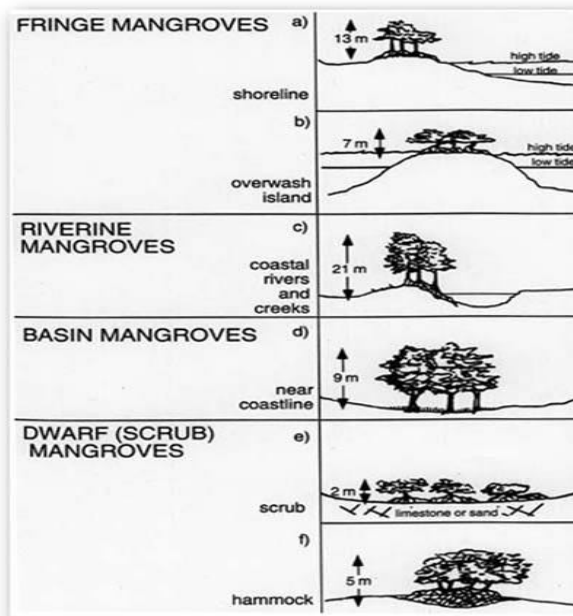 FRINGE MANGROVES
a)
13 m
high tide
low tide
shoreline
b)
7 m
high tide
low tide
overwash
island
RIVERINE
MANGROVES
c)
coastal
rivers
and
creeks
21 m
BASIN MANGROVES
d)
9 m
near
coastline
DWARF (SCRUB)
MANGROVES
e)
2 m
scrub
limestone or sand
f)
5 m
hammock